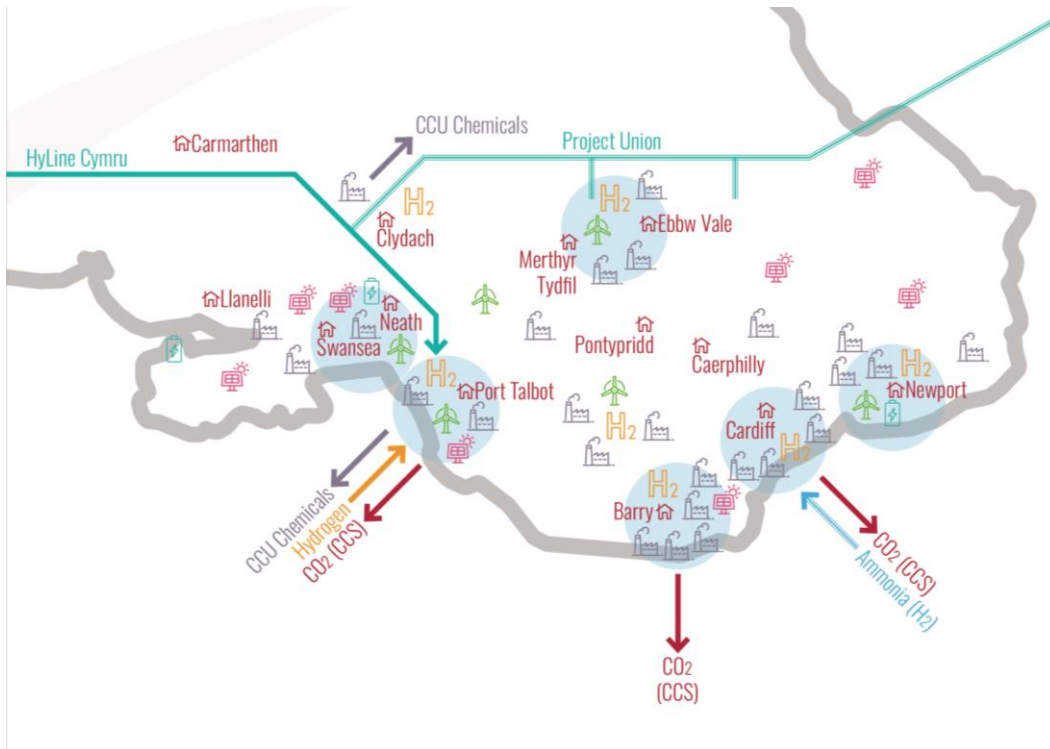 CCU Chemicals
Project Union
Carmarthen
HyLine Cymru
H2
Clydach
H2
Ebbw Vale
Merthyr
Tydfil
Llanelli
Neath
Swansea
Pontypridd
Caerphilly
H2
Port Talbot
H2
Newport
H2
Cardiff
H2
H2
Barry
CCU Chemicals
Hydrogen
CO2 (CCS)
CO2 (CCS)
Ammonia (H2)
CO2
(CCS)